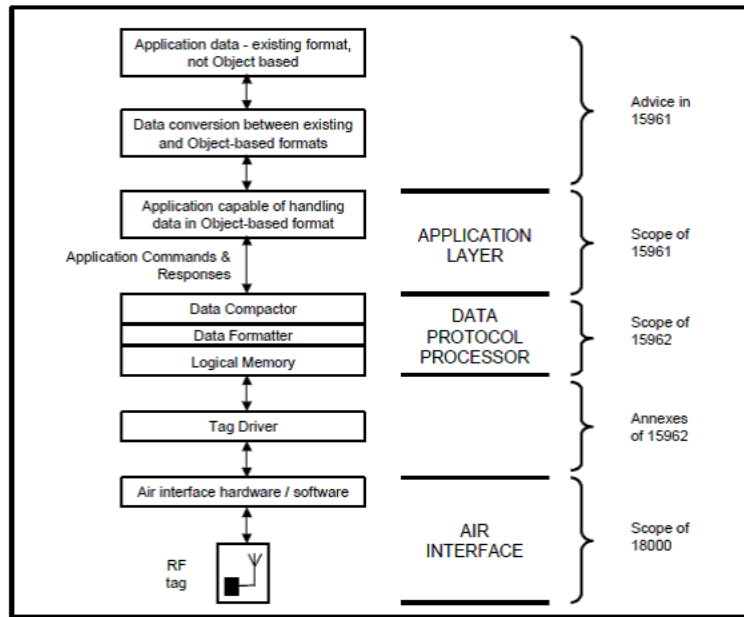 Application data - existing format,
not Object based
Advice in
15961
Data conversion between existing
and Object-based formats
Application capable of handling
data in Object-based format
APPLICATION
LAYER
Scope of
15961
Application Commands &
Responses
Data Compactor
Data Formatter
Logical Memory
DATA
PROTOCOL
PROCESSOR
Scope of
15962
Tag Driver
Annexes
of 15962
Air interface hardware / software
AIR
INTERFACE
Scope of
18000
RF
tag